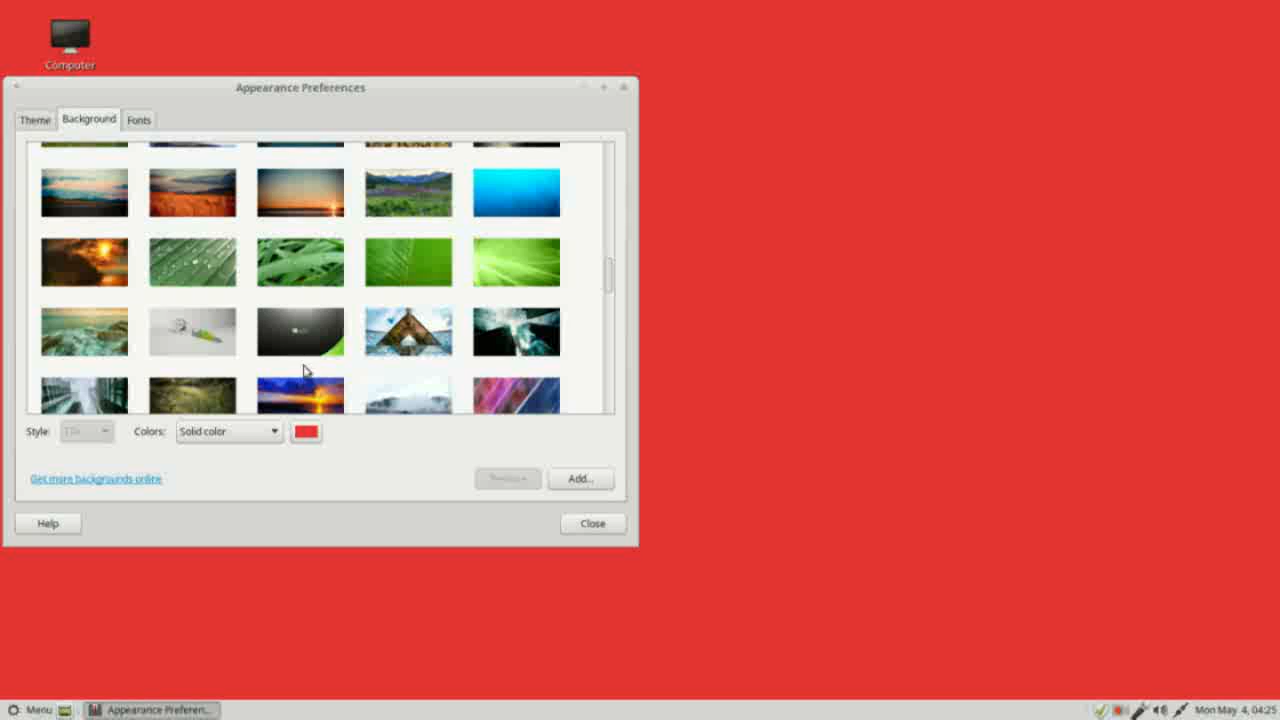 Computer
Appearance Preferences
Theme Background Fonts
Style: Colors: Solid color
Get more backgrounds online Add...
Help Close
Menu Appearance Preferen... Mon May 4, 04:25